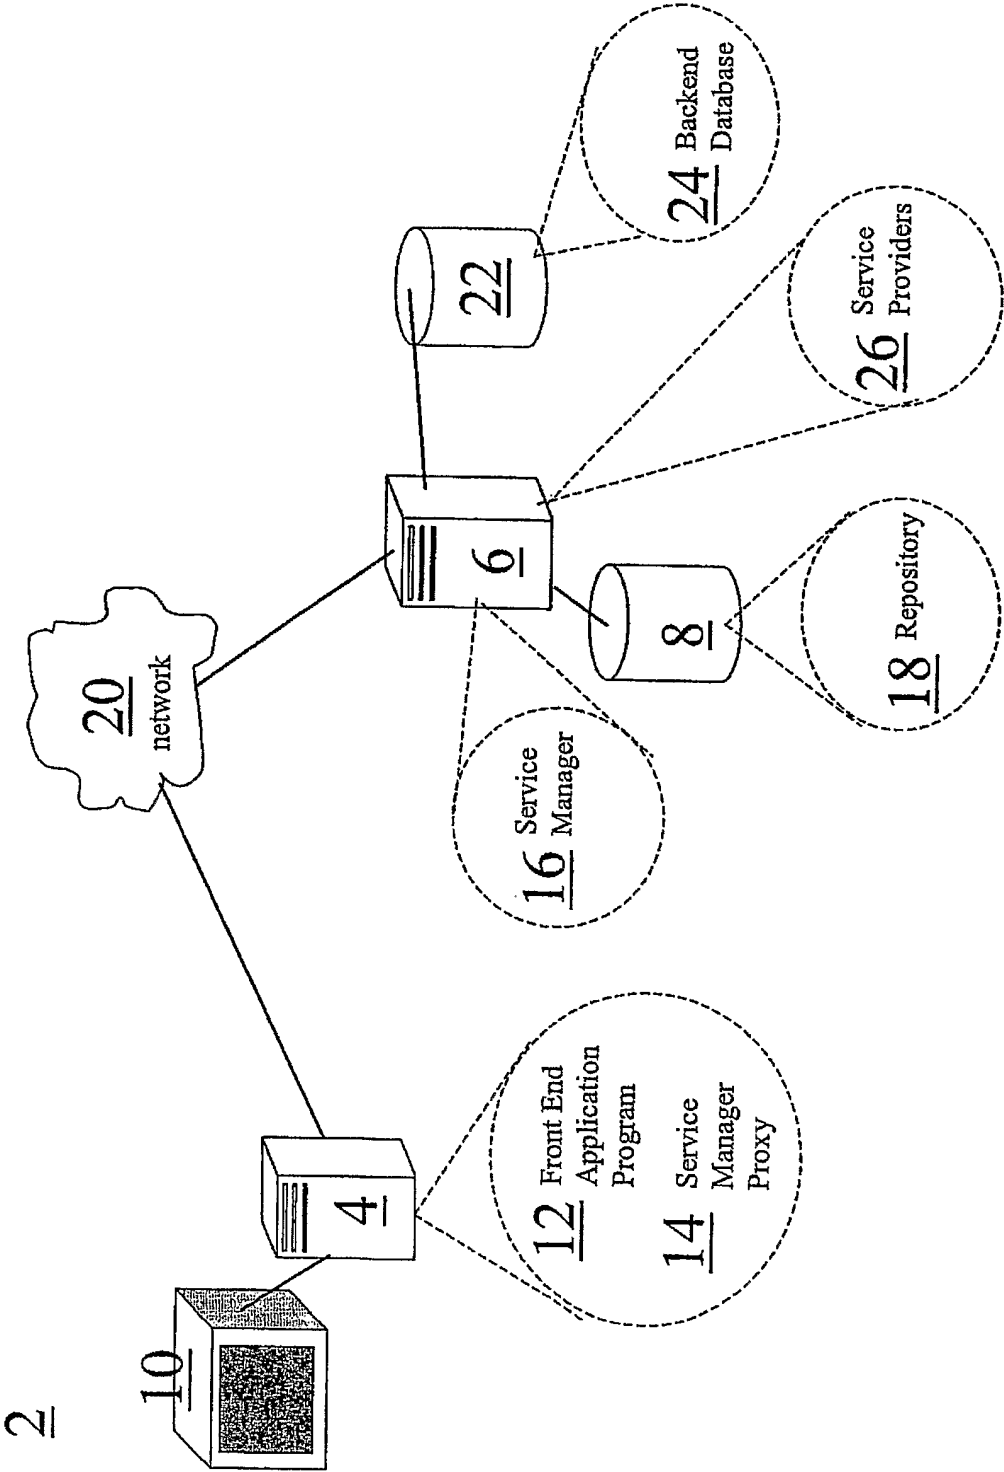 2
10
4
12 Front End
Application
Program
14 Service
Manager
Proxy
20
network
16 Service
Manager
6
8
18 Repository
22
24 Backend
Database
26 Service
Providers